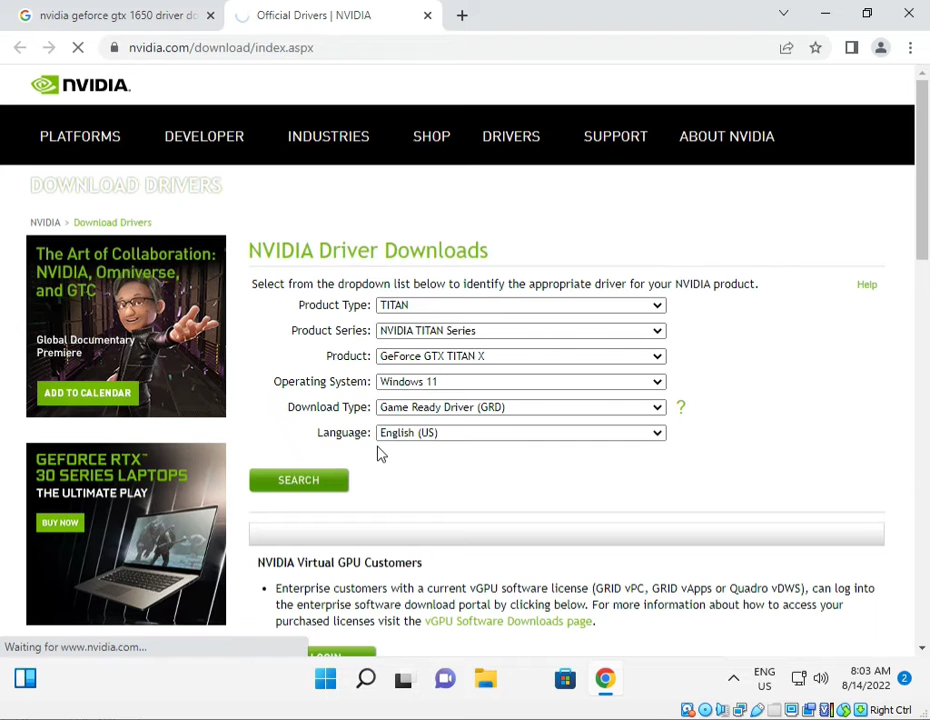 nvidia geforce gtx 1650 driver do
Official Drivers | NVIDIA
nvidia.com/download/index.aspx
NVIDIA.
PLATFORMS DEVELOPER INDUSTRIES SHOP DRIVERS SUPPORT ABOUT NVIDIA
DOWNLOAD DRIVERS
NVIDIA > Download Drivers
The Art of Collaboration:
NVIDIA, Omniverse,
and GTC
Global Documentary
Premiere
ADD TO CALENDAR
GEFORCE RTX™
30 SERIES LAPTOPS
THE ULTIMATE PLAY
BUY NOW
NVIDIA Driver Downloads
Select from the dropdown list below to identify the appropriate driver for your NVIDIA product.
Help
Product Type: TITAN
Product Series: NVIDIA TITAN Series
Product: GeForce GTX TITAN X
Operating System: Windows 11
Download Type: Game Ready Driver (GRD) ?
Language: English (US)
SEARCH
NVIDIA Virtual GPU Customers
• Enterprise customers with a current vGPU software license (GRID vPC, GRID vApps or Quadro vDWS), can log into
the enterprise software download portal by clicking below. For more information about how to access your
purchased licenses visit the vGPU Software Downloads page.
LOGIN
Waiting for www.nvidia.com...
ENG
US
8:03 AM
8/14/2022
2
Right Ctrl